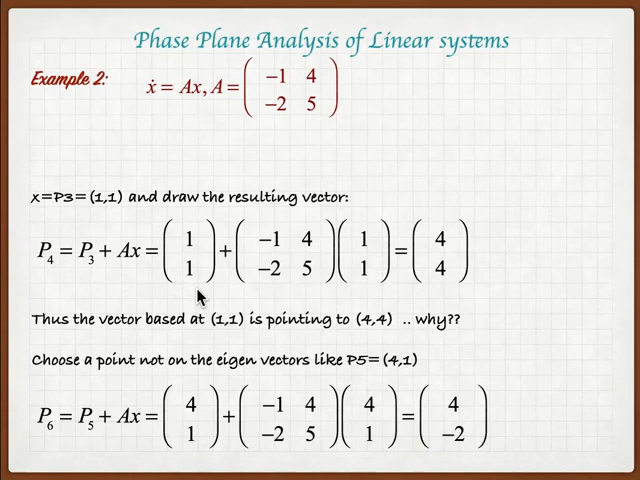 Phase Plane Analysis of Linear systems
Example 2: ẋ = Ax, A = ( −1 4 
−2 5 )
x=P3=(1,1) and draw the resulting vector:
P₄ = P₃ + Ax = ( 1 ; 1 ) + ( −1 4 ; −2 5 ) ( 1 ; 1 ) = ( 4 ; 4 )
Thus the vector based at (1,1) is pointing to (4,4) .. why??
Choose a point not on the eigen vectors like P5=(4,1)
P₆ = P₅ + Ax = ( 4 ; 1 ) + ( −1 4 ; −2 5 ) ( 4 ; 1 ) = ( 4 ; −2 )